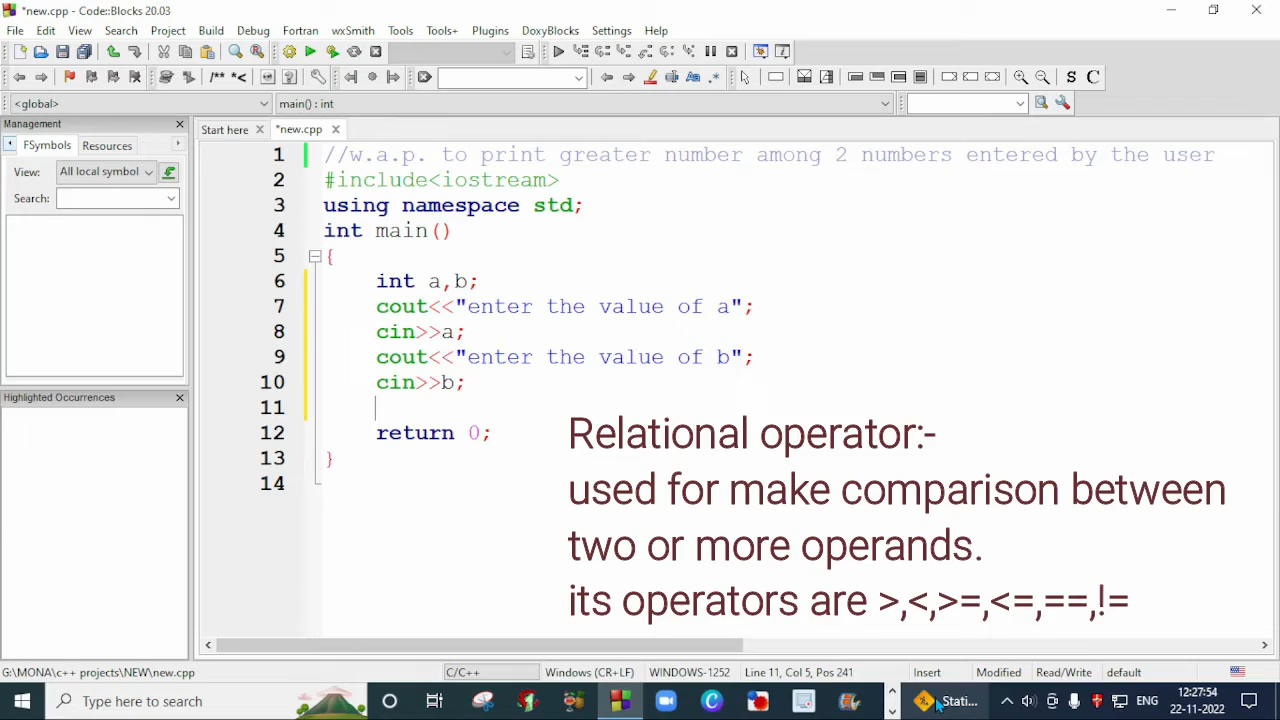 *new.cpp - Code::Blocks 20.03
File Edit View Search Project Build Debug Fortran wxSmith Tools Tools+ Plugins DoxyBlocks Settings Help
/** *<
S C
<global> main() : int
Management
Start here *new.cpp
FSymbols Resources
View: All local symbol
Search:
Highlighted Occurrences
1 //w.a.p. to print greater number among 2 numbers entered by the user
2 #include<iostream>
3 using namespace std;
4 int main()
5 {
6 int a,b;
7 cout<<"enter the value of a";
8 cin>>a;
9 cout<<"enter the value of b";
10 cin>>b;
11
12 return 0;
13 }
14
Relational operator:-
used for make comparison between
two or more operands.
its operators are >,<,>=,<=,==,!=
G:\MONA\c++ projects\NEW\new.cpp C/C++ Windows (CR+LF) WINDOWS-1252 Line 11, Col 5, Pos 241 Insert Modified Read/Write default
Type here to search
Stati... ENG 12:27:54
22-11-2022